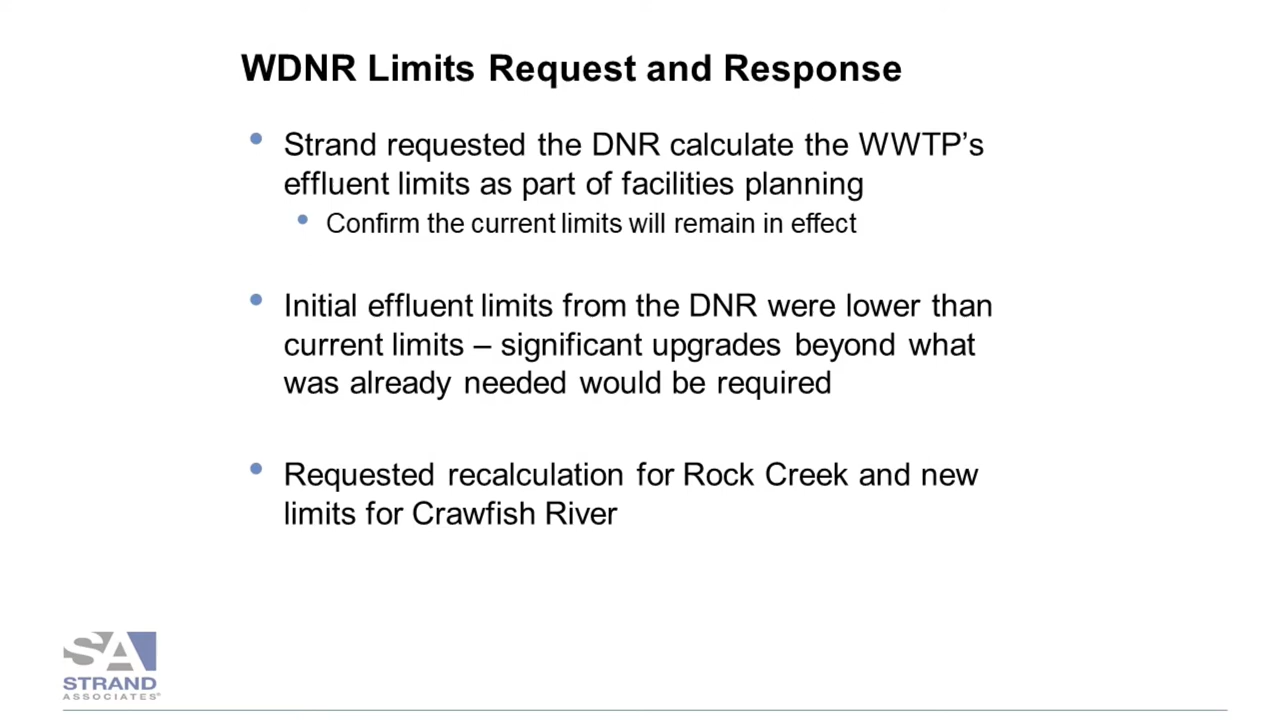 WDNR Limits Request and Response
• Strand requested the DNR calculate the WWTP's
effluent limits as part of facilities planning
• Confirm the current limits will remain in effect
• Initial effluent limits from the DNR were lower than
current limits – significant upgrades beyond what
was already needed would be required
• Requested recalculation for Rock Creek and new
limits for Crawfish River
SA
STRAND
ASSOCIATES®